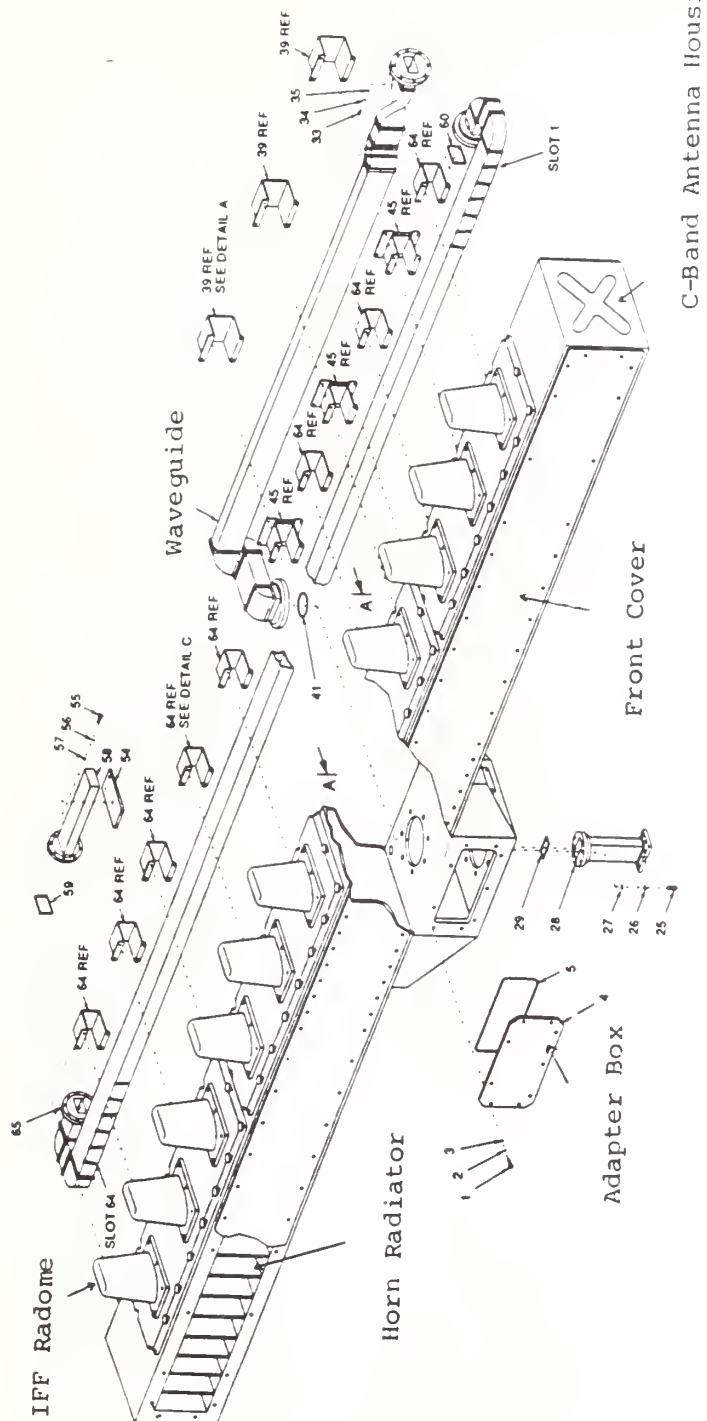 IFF Radome
65
SLOT 64
64 REF
64 REF
64 REF
64 REF
SEE DETAIL C
64 REF
59
57
56
55
58
54
Waveguide
39 REF
SEE DETAIL A
39 REF
39 REF
35
34
33
41
45
REF
64
REF
45
REF
64
REF
45
REF
64
REF
60
SLOT 1
A
A
Horn Radiator
1
2
3
4
5
Adapter Box
29
28
27
26
25
Front Cover
C-Band Antenna